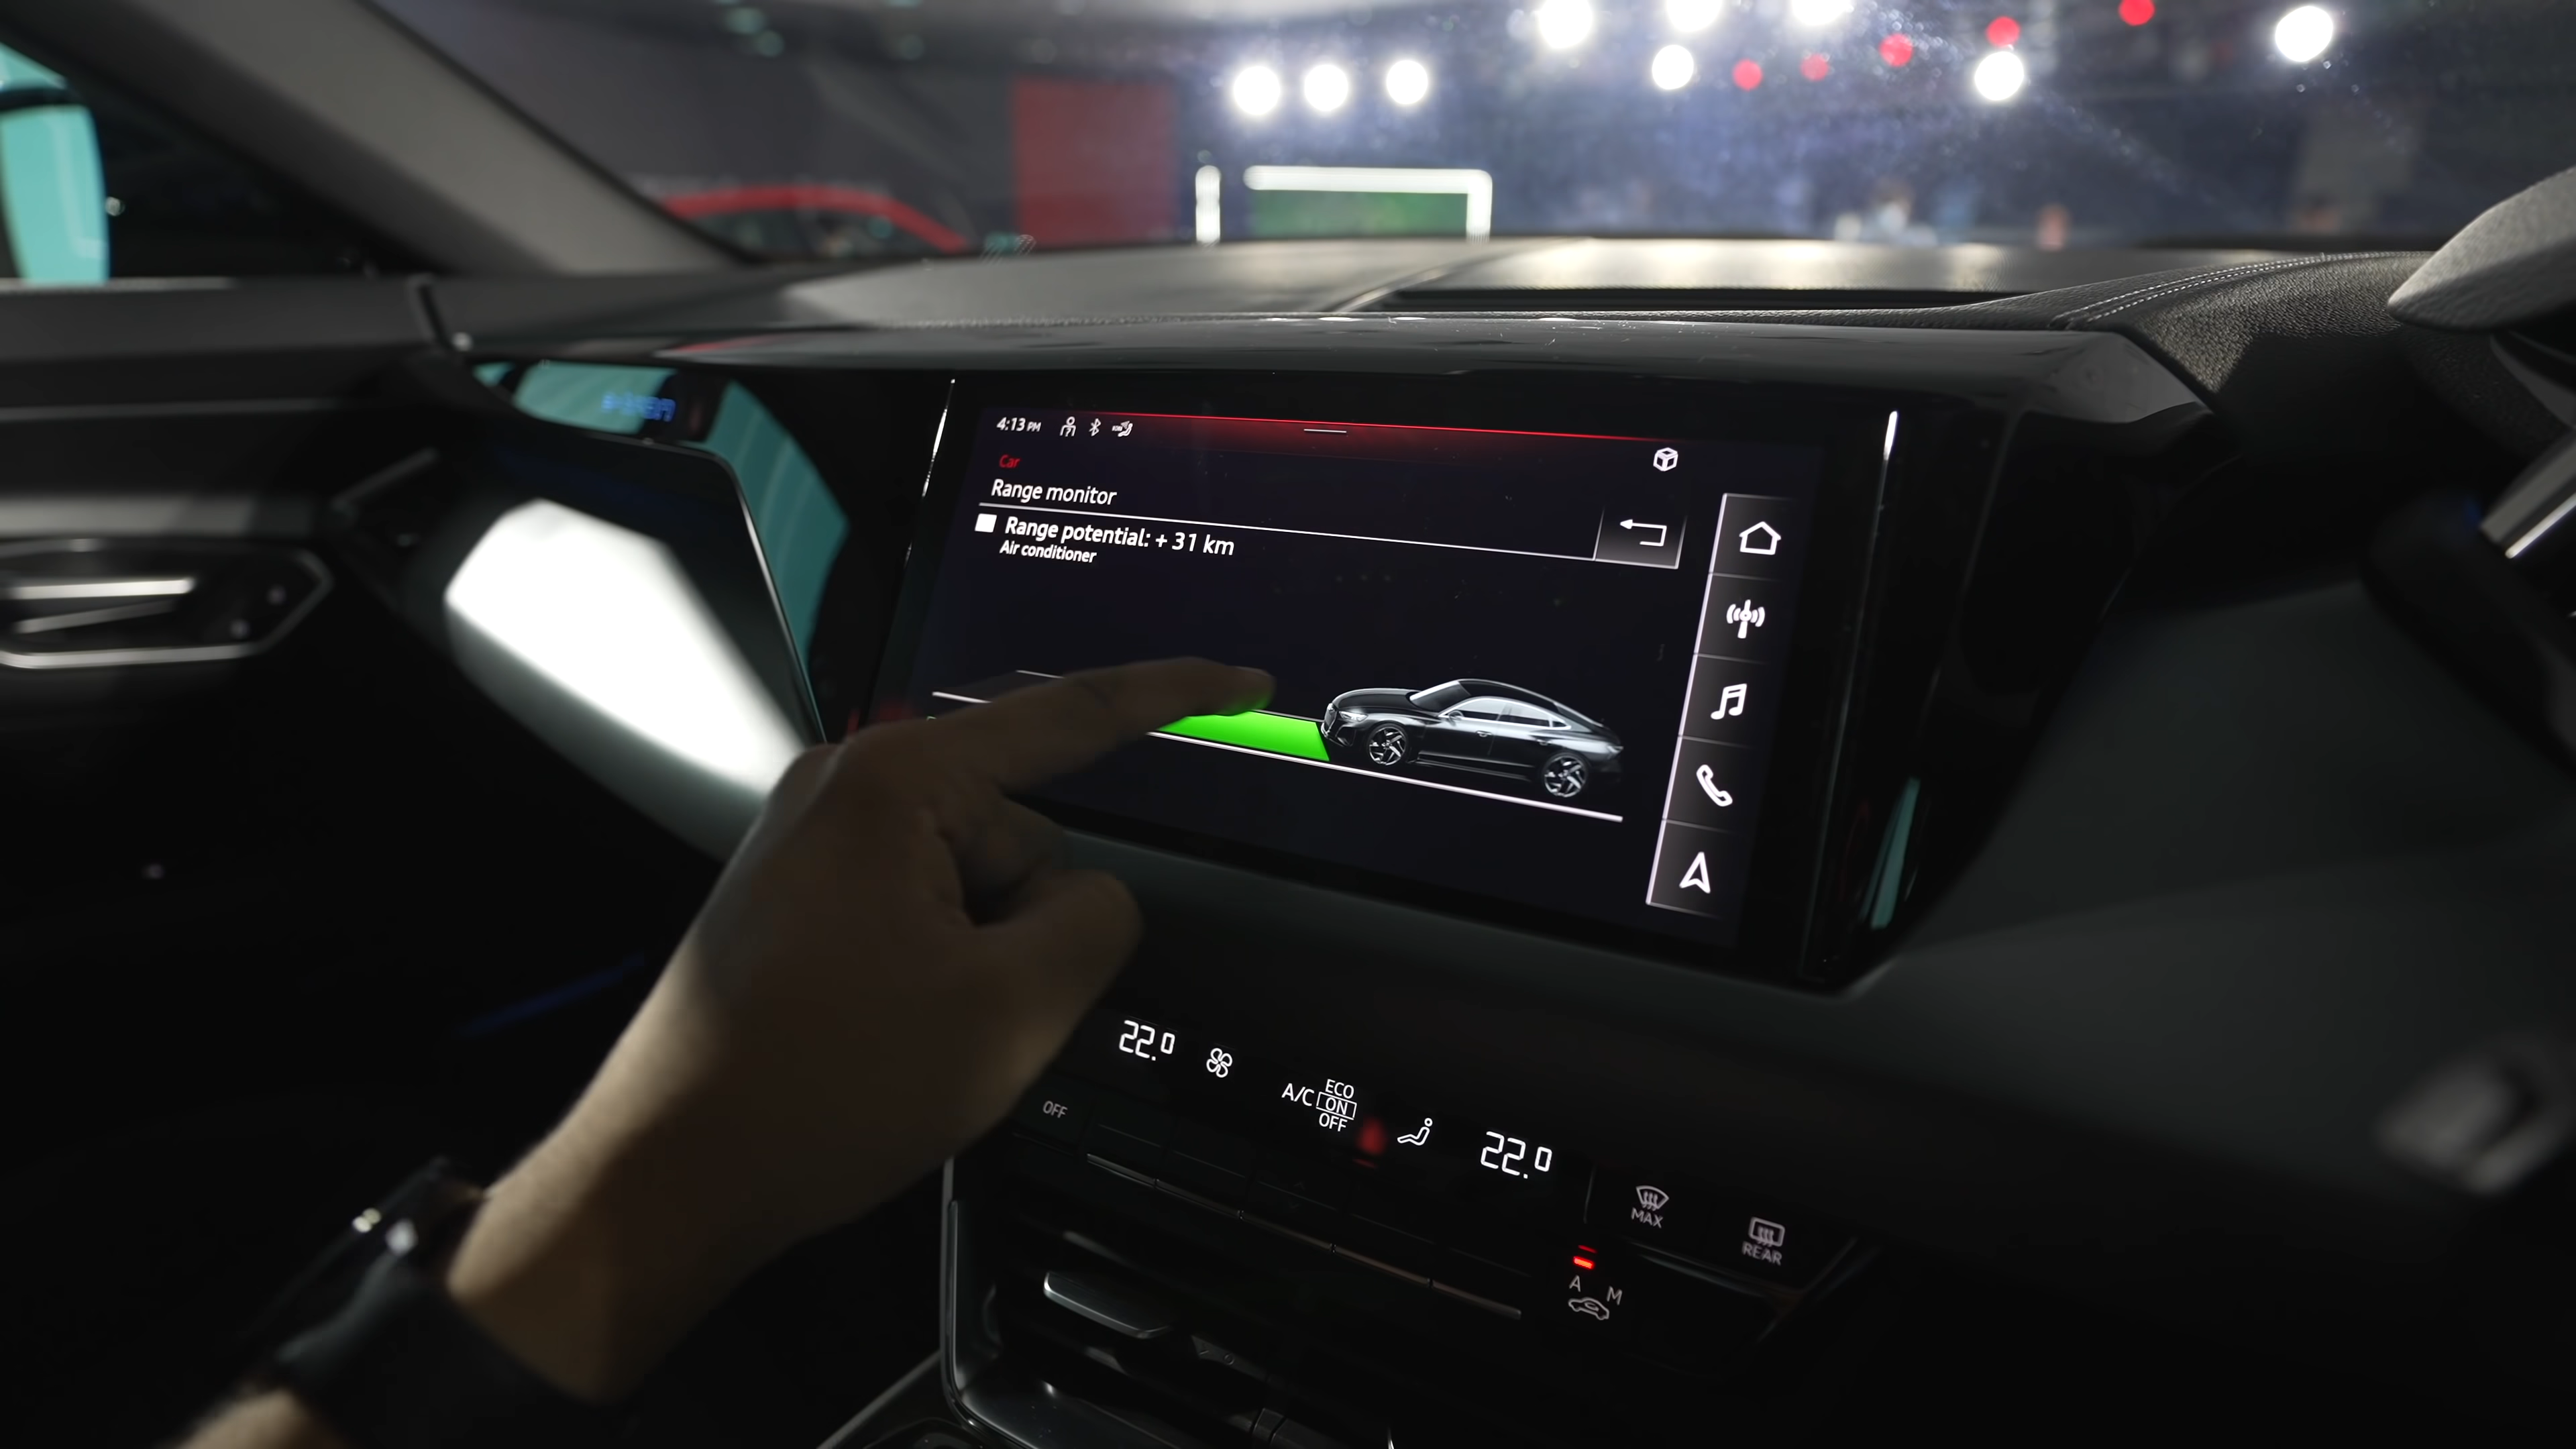 4:13 PM
Car
Range monitor
Range potential: + 31 km
Air conditioner
22.0
OFF
A/C
ECO
ON
OFF
22.0
MAX
REAR
A
M